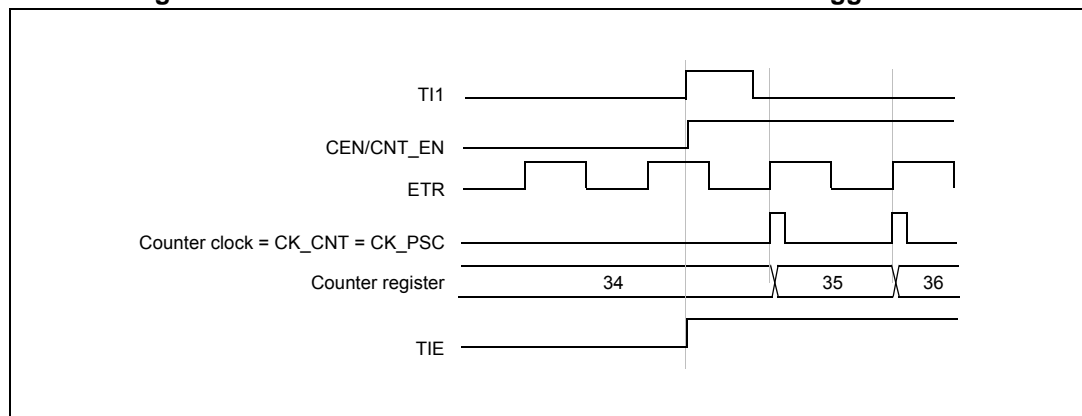 TI1
CEN/CNT_EN
ETR
Counter clock = CK_CNT = CK_PSC
Counter register 34 35 36
TIE